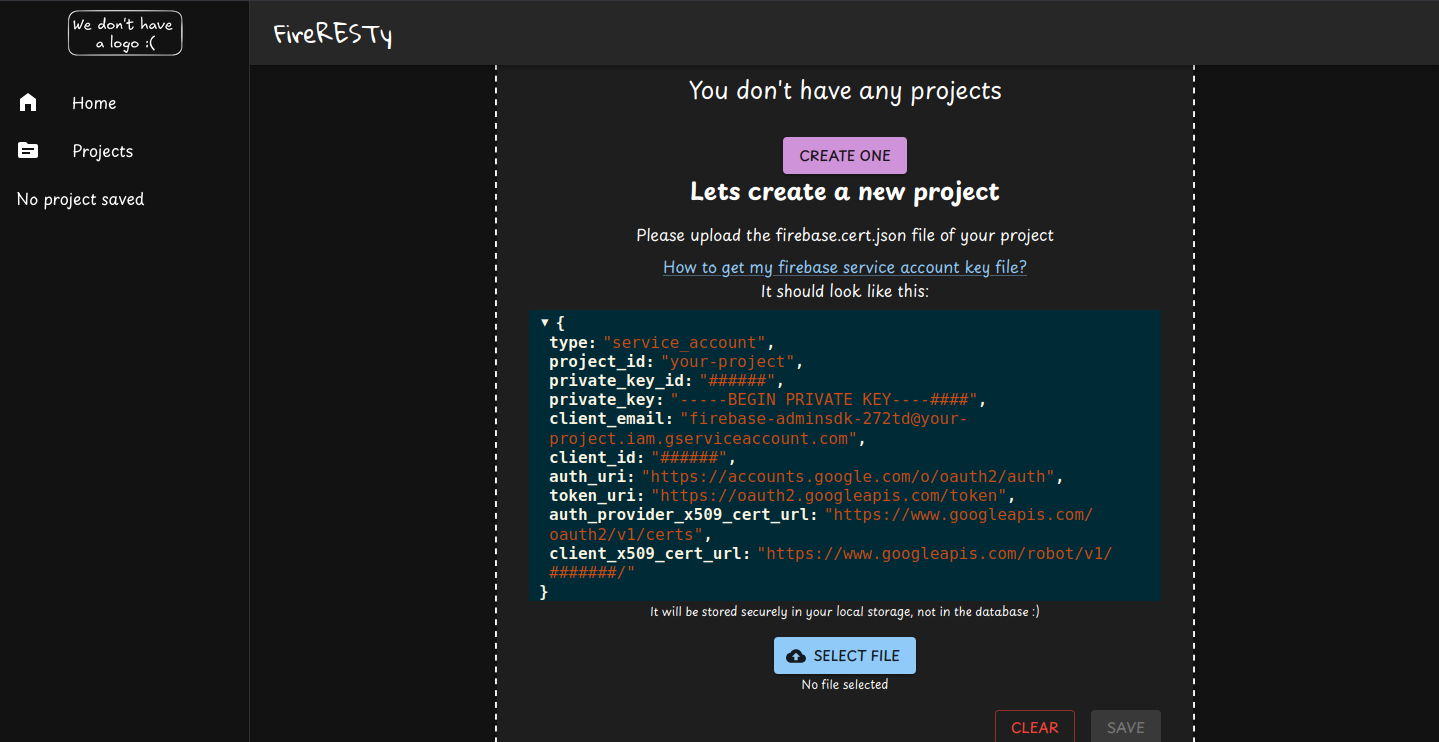 We don't have
a logo :(
FireRESTy
Home
Projects
No project saved
You don't have any projects
CREATE ONE
Lets create a new project
Please upload the firebase.cert.json file of your project
How to get my firebase service account key file?
It should look like this:
▼ {
type: "service_account",
project_id: "your-project",
private_key_id: "######",
private_key: "-----BEGIN PRIVATE KEY----####",
client_email: "firebase-adminsdk-272td@your-
project.iam.gserviceaccount.com",
client_id: "######",
auth_uri: "https://accounts.google.com/o/oauth2/auth",
token_uri: "https://oauth2.googleapis.com/token",
auth_provider_x509_cert_url: "https://www.googleapis.com/
oauth2/v1/certs",
client_x509_cert_url: "https://www.googleapis.com/robot/v1/
#######/"
}
It will be stored securely in your local storage, not in the database :)
SELECT FILE
No file selected
CLEAR
SAVE